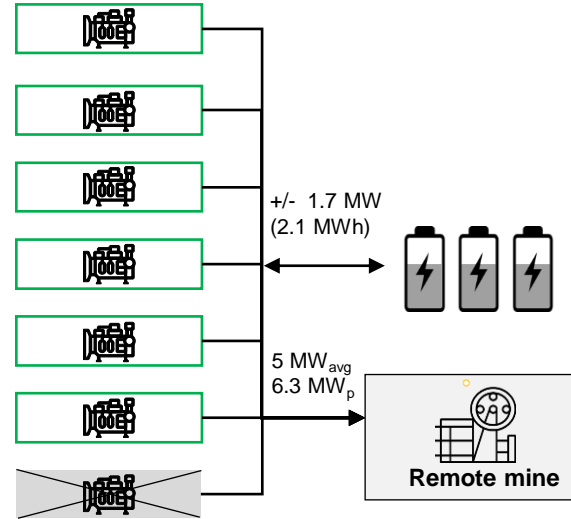 +/- 1.7 MW
(2.1 MWh)
5 MWavg
6.3 MWp
Remote mine